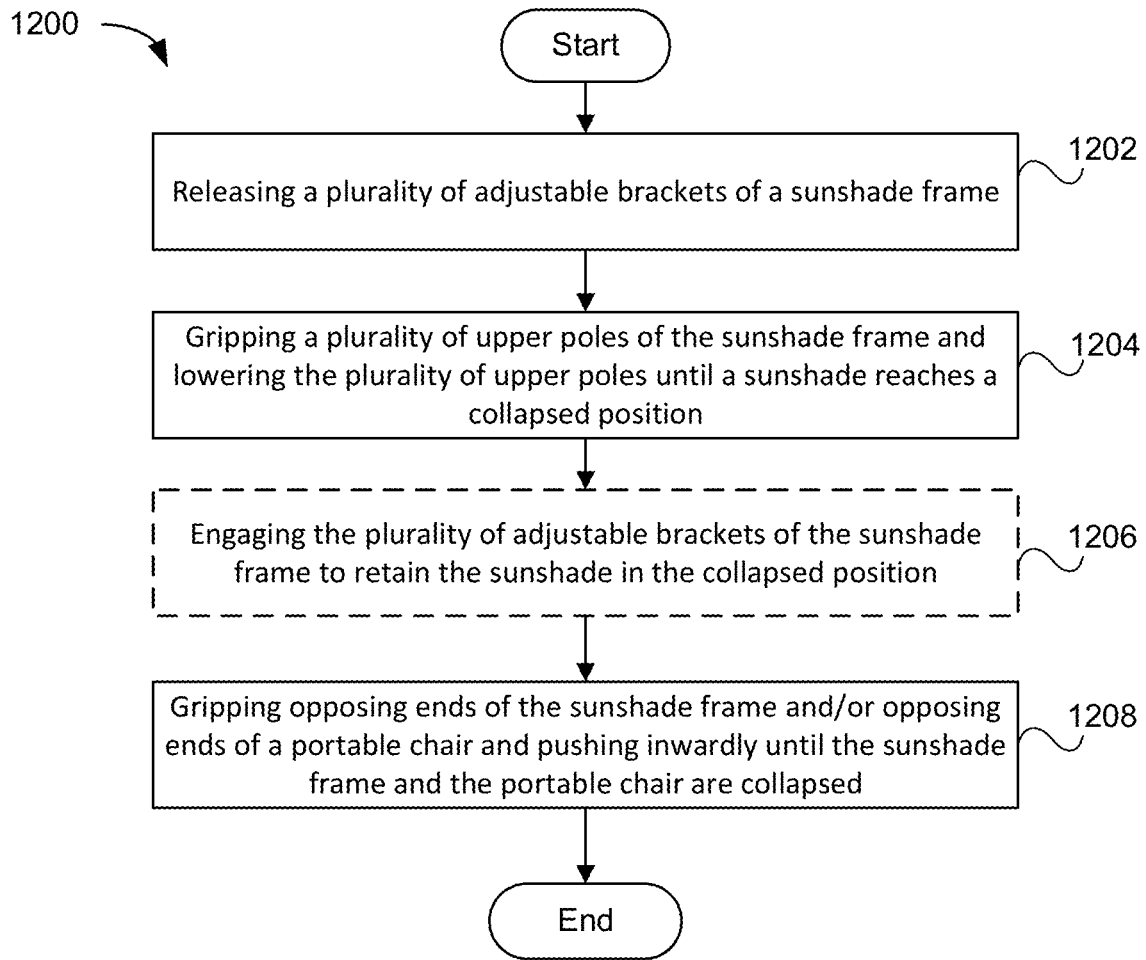 1200
Start
1202
Releasing a plurality of adjustable brackets of a sunshade frame
1204
Gripping a plurality of upper poles of the sunshade frame and
lowering the plurality of upper poles until a sunshade reaches a
collapsed position
1206
Engaging the plurality of adjustable brackets of the sunshade
frame to retain the sunshade in the collapsed position
1208
Gripping opposing ends of the sunshade frame and/or opposing
ends of a portable chair and pushing inwardly until the sunshade
frame and the portable chair are collapsed
End